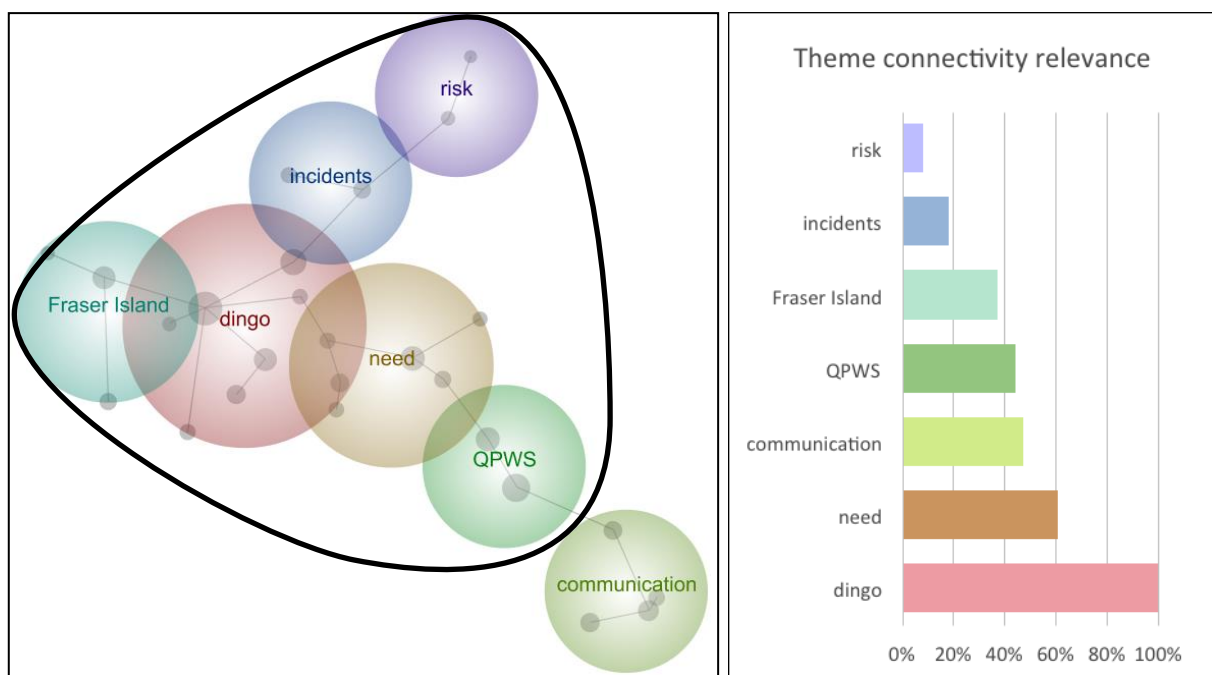 risk
incidents
Fraser Island
dingo
need
QPWS
communication
Theme connectivity relevance
risk
incidents
Fraser Island
QPWS
communication
need
dingo
0% 20% 40% 60% 80% 100%